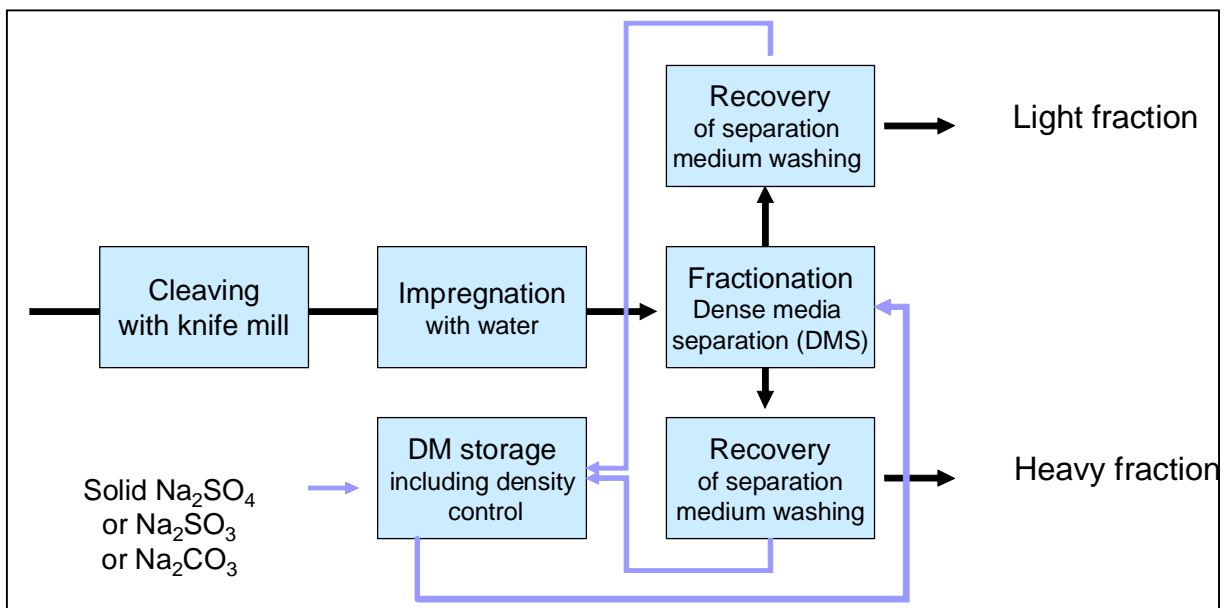 Recovery
of separation
medium washing
Light fraction
Cleaving
with knife mill
Impregnation
with water
Fractionation
Dense media
separation (DMS)
DM storage
including density
control
Recovery
of separation
medium washing
Heavy fraction
Solid Na₂SO₄
or Na₂SO₃
or Na₂CO₃